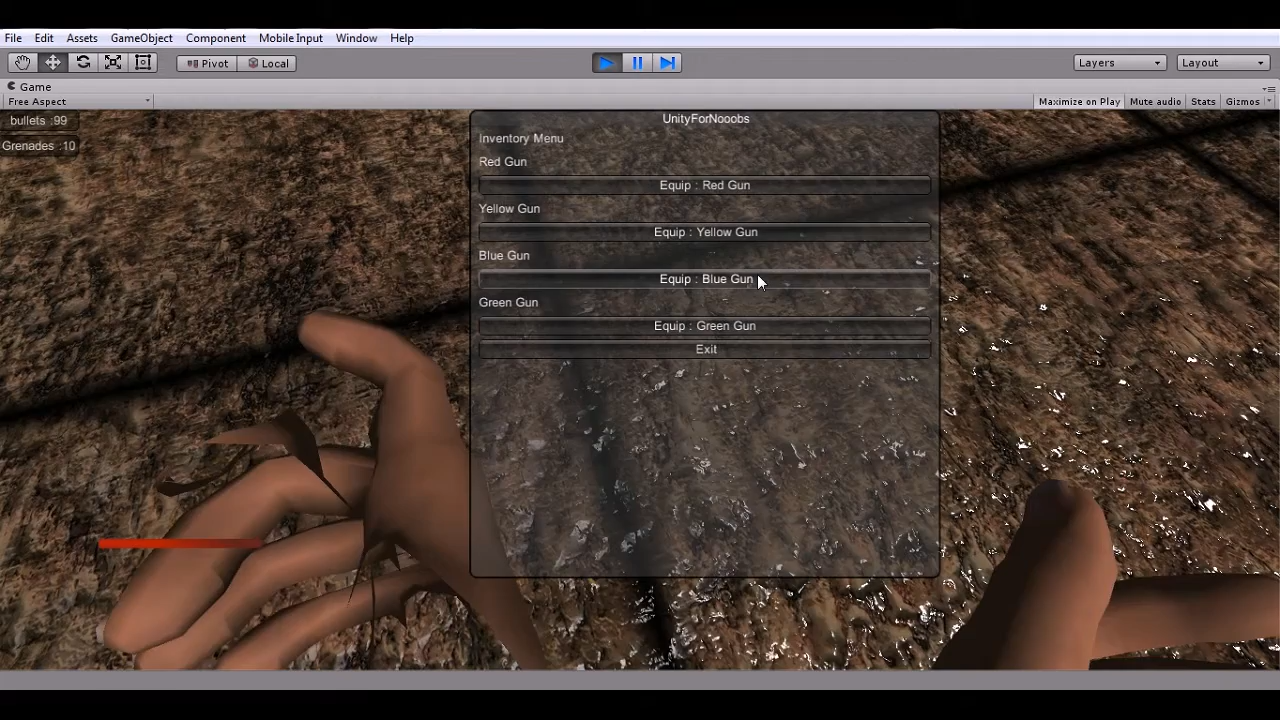 File Edit Assets GameObject Component Mobile Input Window Help
Pivot Local Layers Layout
Game
Free Aspect Maximize on Play Mute audio Stats Gizmos
bullets :99
Grenades :10
UnityForNooobs
Inventory Menu
Red Gun
Equip : Red Gun
Yellow Gun
Equip : Yellow Gun
Blue Gun
Equip : Blue Gun
Green Gun
Equip : Green Gun
Exit